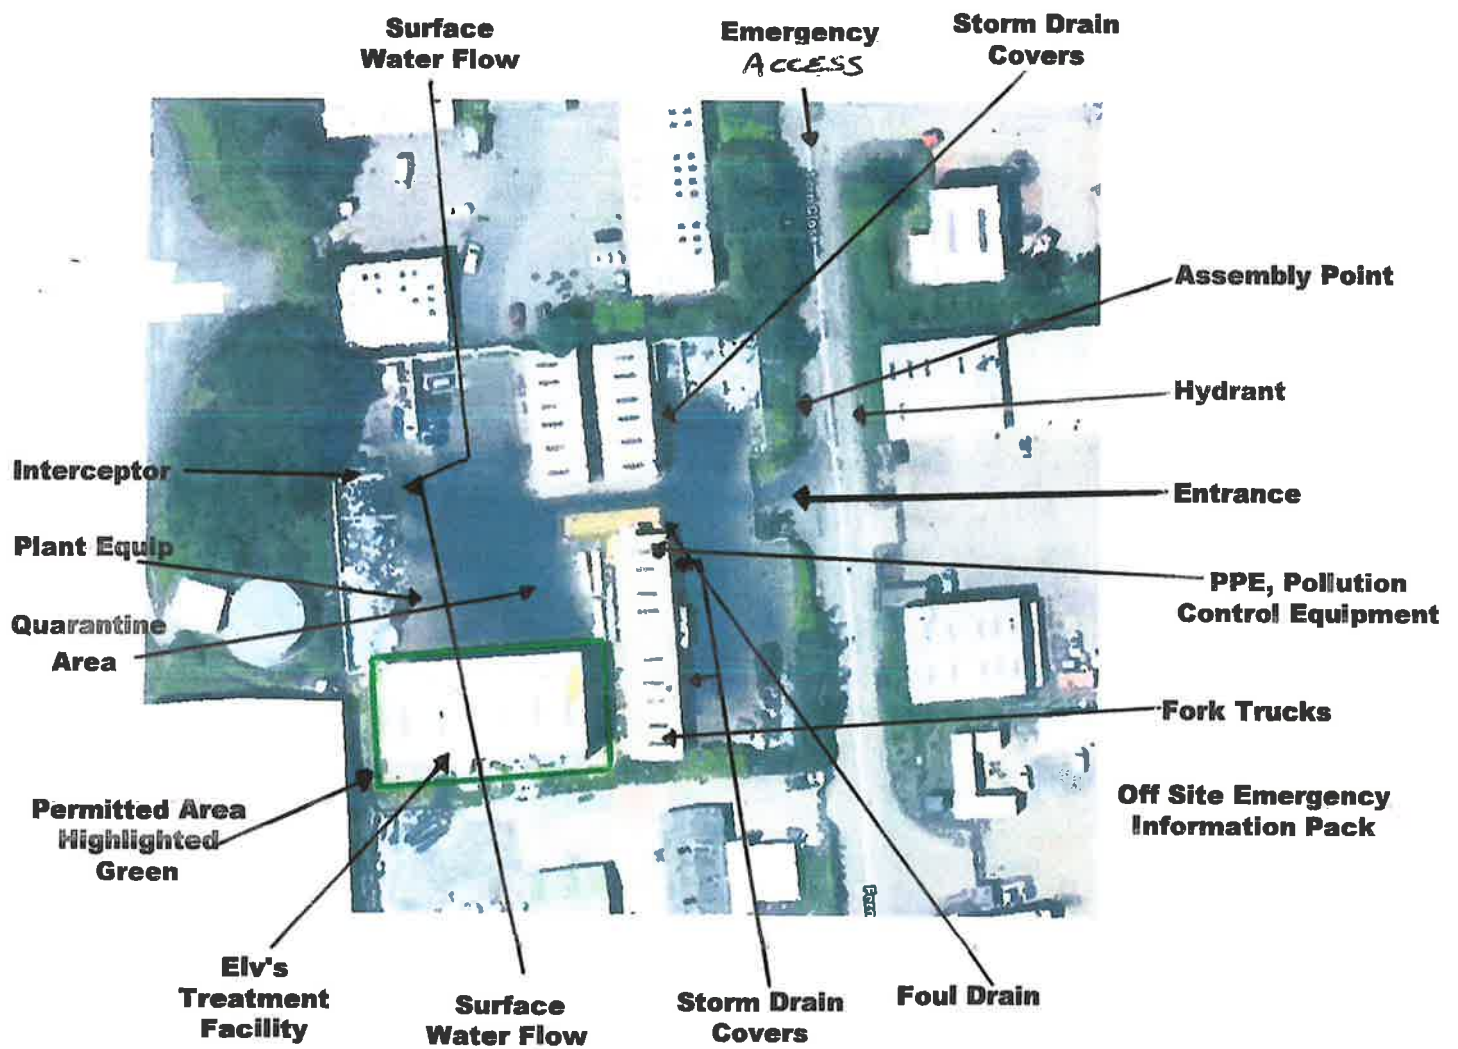 Surface
Water Flow
Emergency
ACCESS
Storm Drain
Covers
Assembly Point
Hydrant
Interceptor
Entrance
Plant Equip
PPE, Pollution
Control Equipment
Quarantine
Area
Fork Trucks
Permitted Area
Highlighted
Green
Off Site Emergency
Information Pack
Elv's
Treatment
Facility
Surface
Water Flow
Storm Drain
Covers
Foul Drain